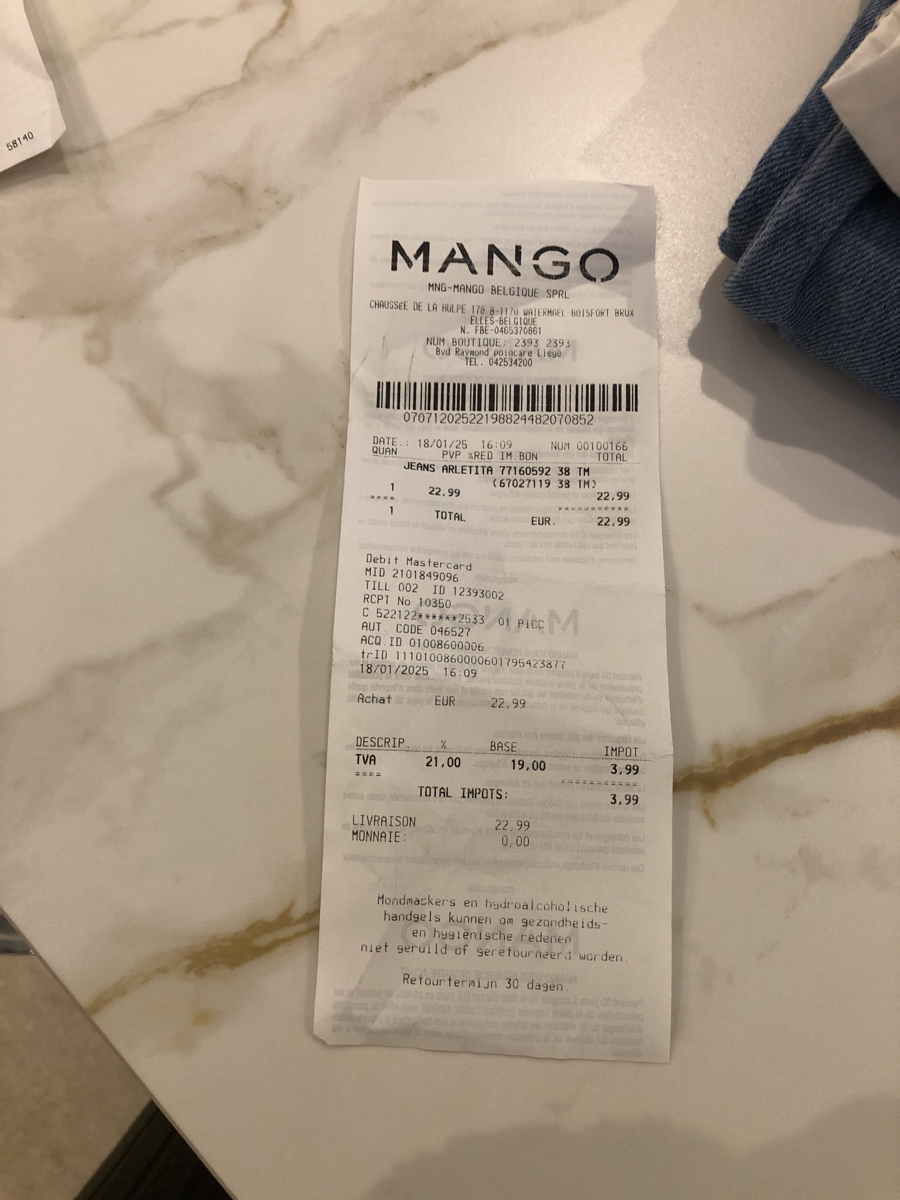 58140
MANGO
MNG-MANGO BELGIQUE SPRL
CHAUSSéE DE LA HULPE 178 B-1170 WATERMAEL-BOISFORT BRUX
ELLES-BELGIQUE
N. FBE-0465370861
NUM BOUTIQUE: 2393 2393
Bvd Raymond poincare Liege
TEL. 042534200
07071202522198824482070852
DATE.: 18/01/25 16:09 NUM 00100166
QUAN PVP %RED IM.BON TOTAL
JEANS ARLETITA 77160592 38 TM
(67027119 38 TM)
1 22,99 22,99
==== ===========
1 TOTAL EUR. 22,99
Debit Mastercard
MID 2101849096
TILL 002 ID 12393002
RCPT No 10350
C 522122******2533 01 PICC
AUT. CODE 046527
ACQ.ID 01008600006
trID 1110100860000601795423877
18/01/2025 16:09
Achat EUR 22,99
DESCRIP. % BASE IMPOT
TVA 21,00 19,00 3,99
==== ===========
TOTAL IMPOTS: 3,99
LIVRAISON 22,99
MONNAIE: 0,00
Mondmaskers en hydroalcoholische
handgels kunnen om gezondheids-
en hygiënische redenen
niet geruild of geretourneerd worden.
Retourtermijn 30 dagen.